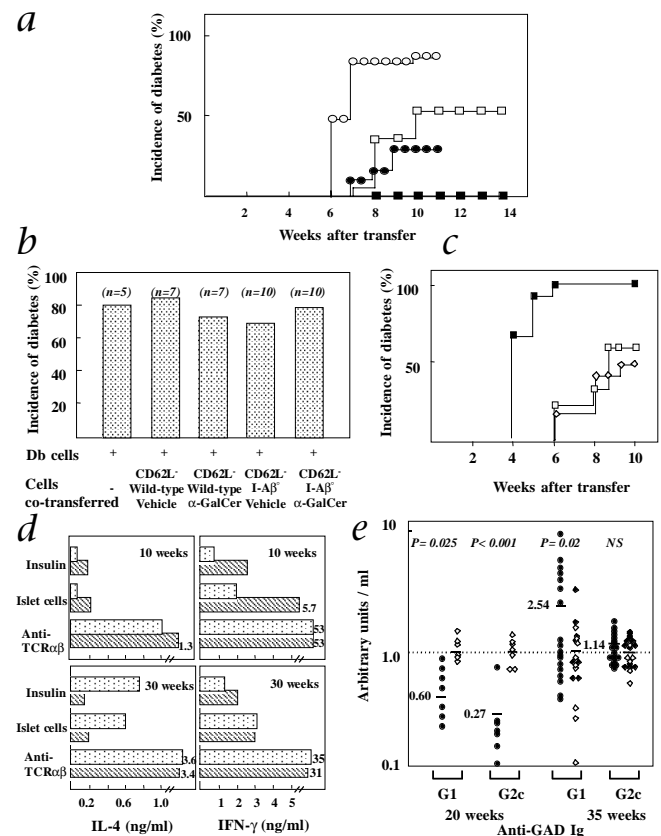 a
Incidence of diabetes (%)
100
50
2 4 6 8 10 12 14
Weeks after transfer
b
Incidence of diabetes (%)
80
60
40
20
80
(n=5) (n=7) (n=7) (n=10) (n=10)
Db cells + + + + +
Cells co-transferred
-
CD62L- Wild-type Vehicle
CD62L- Wild-type α-GalCer
CD62L- I-Aβ° Vehicle
CD62L- I-Aβ° α-GalCer
c
Incidence of diabetes (%)
100
50
2 4 6 8 10
Weeks after transfer
d
10 weeks
Insulin
Islet cells
Anti-TCRαβ
1.3
10 weeks
5.7
53
53
30 weeks
Insulin
Islet cells
Anti-TCRαβ
3.6
3.4
30 weeks
35
31
0.2 0.6 1.0
IL-4 (ng/ml)
1 2 3 4 5
IFN-γ (ng/ml)
e
Arbitrary units / ml
10
1.0
0.1
P= 0.025 P< 0.001 P= 0.02 NS
0.60
0.27
2.54
1.14
G1 G2c G1 G2c
20 weeks 35 weeks
Anti-GAD Ig